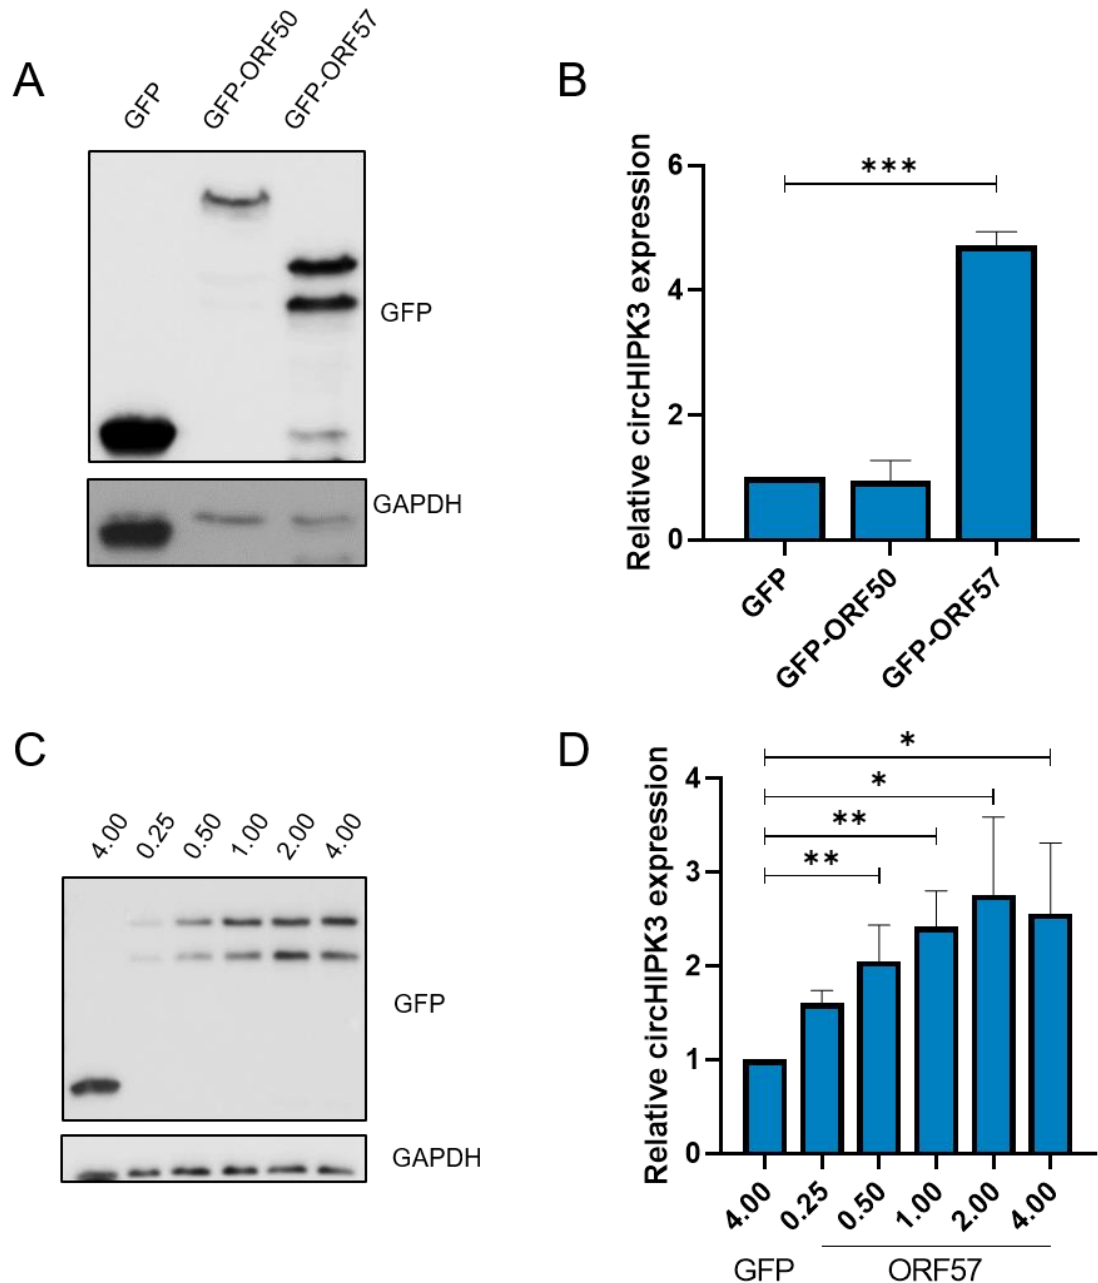 A
GFP
GFP-ORF50
GFP-ORF57
GFP
GAPDH
B
Relative circHIPK3 expression
6
4
2
0
***
GFP
GFP-ORF50
GFP-ORF57
C
4.00
0.25
0.50
1.00
2.00
4.00
GFP
GAPDH
D
Relative circHIPK3 expression
4
3
2
1
0
*
*
**
**
4.00
0.25
0.50
1.00
2.00
4.00
GFP
ORF57